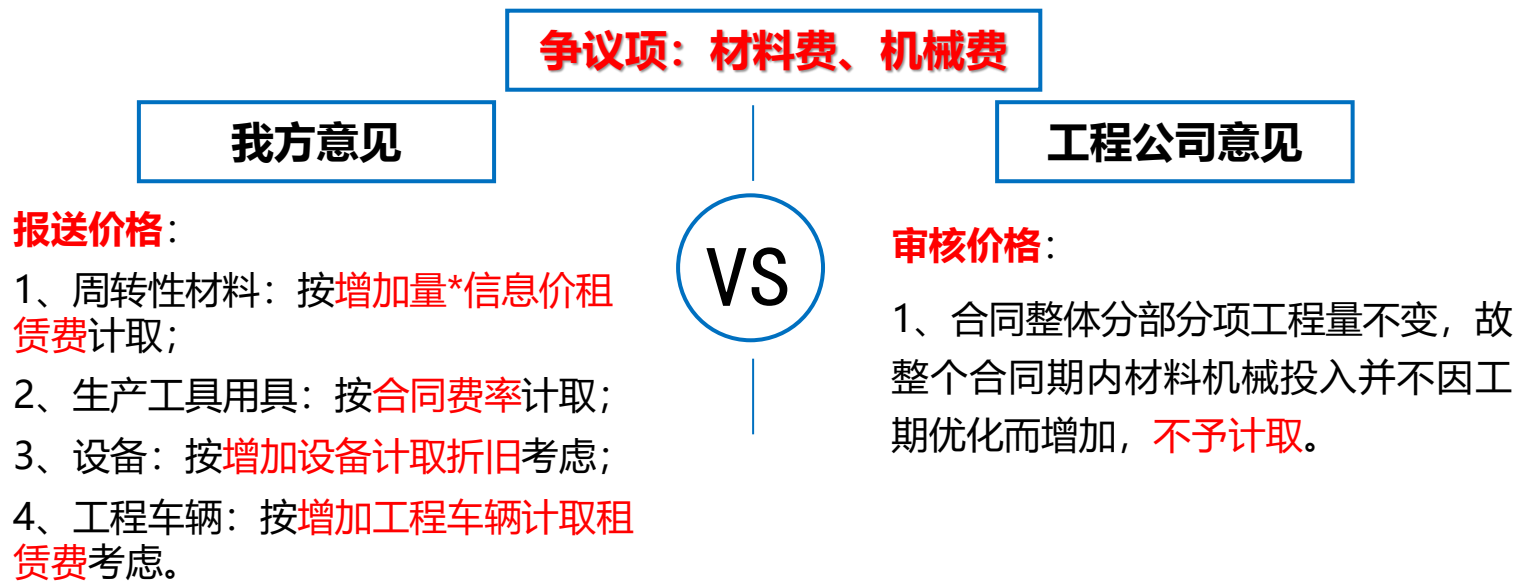 争议项：材料费、机械费
我方意见
报送价格：
1、周转性材料：按增加量*信息价租
赁费计取；
2、生产工具用具：按合同费率计取；
3、设备：按增加设备计取折旧考虑；
4、工程车辆：按增加工程车辆计取租
赁费考虑。
VS
工程公司意见
审核价格：
1、合同整体分部分项工程量不变，故
整个合同期内材料机械投入并不因工
期优化而增加，不予计取。